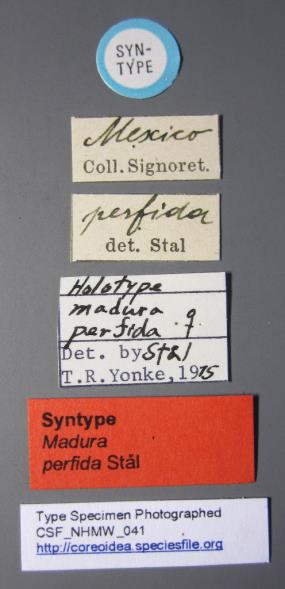 SYN-
TYPE
Mexico
Coll. Signoret.
perfida
det. Stal
Holotype
madura
perfida ♀
Det. by Stål
T.R.Yonke, 1975
Syntype
Madura
perfida Stål
Type Specimen Photographed
CSF_NHMW_041
http://coreoidea.speciesfile.org